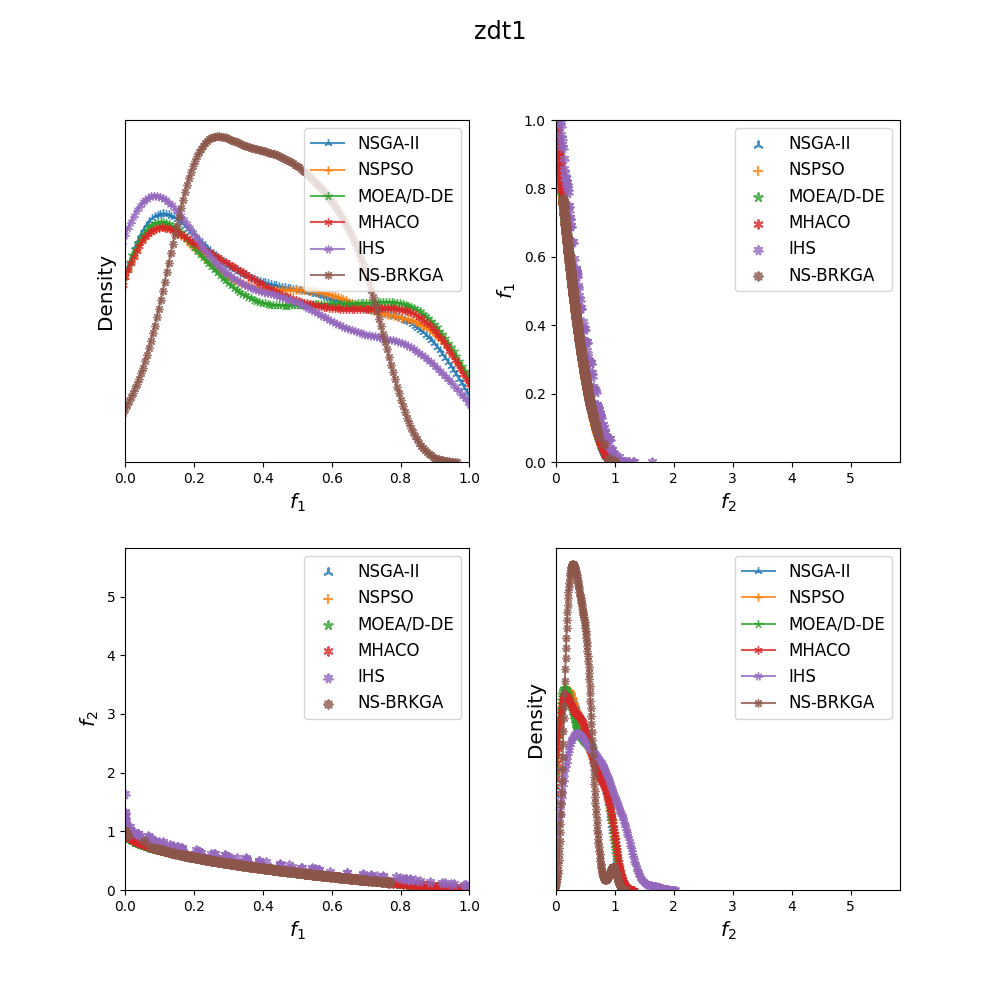 zdt1
Density
NSGA-II
NSPSO
MOEA/D-DE
MHACO
IHS
NS-BRKGA
0.0 0.2 0.4 0.6 0.8 1.0
f1
f1
1.0
0.8
0.6
0.4
0.2
0.0
NSGA-II
NSPSO
MOEA/D-DE
MHACO
IHS
NS-BRKGA
0 1 2 3 4 5
f2
f2
5
4
3
2
1
0
NSGA-II
NSPSO
MOEA/D-DE
MHACO
IHS
NS-BRKGA
0.0 0.2 0.4 0.6 0.8 1.0
f1
Density
NSGA-II
NSPSO
MOEA/D-DE
MHACO
IHS
NS-BRKGA
0 1 2 3 4 5
f2